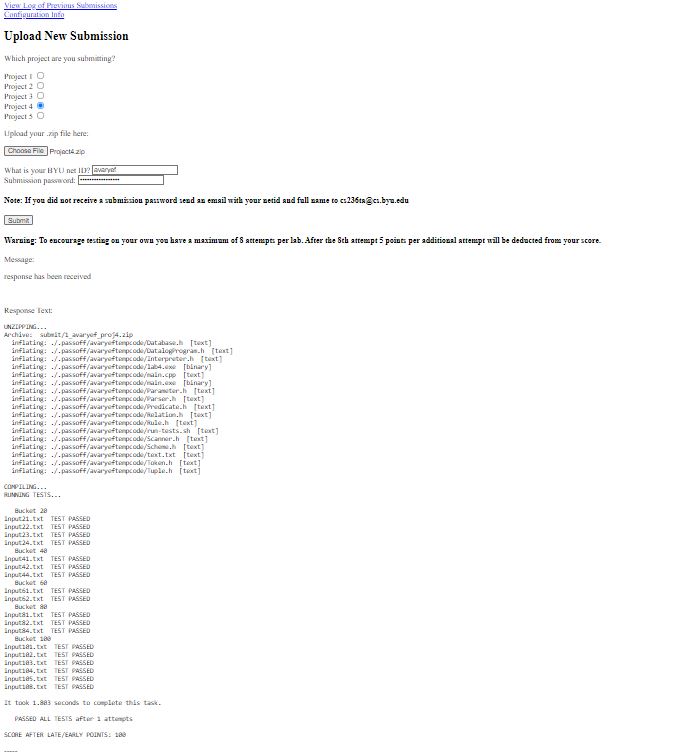 View Log of Previous Submissions
Configuration Info
Upload New Submission
Which project are you submitting?
Project 1
Project 2
Project 3
Project 4
Project 5
Upload your .zip file here:
Choose File Project4.zip
What is your BYU net ID? avaryef
Submission password: ••••••••••••••••
Note: If you did not receive a submission password send an email with your netid and full name to cs236ta@cs.byu.edu
Submit
Warning: To encourage testing on your own you have a maximum of 8 attempts per lab. After the 8th attempt 5 points per additional attempt will be deducted from your score.
Message:
response has been received
Response Text:
UNZIPPING...
Archive:  submit/1_avaryef_proj4.zip
  inflating: ./.passoff/avaryeftempcode/Database.h  [text]
  inflating: ./.passoff/avaryeftempcode/DatalogProgram.h  [text]
  inflating: ./.passoff/avaryeftempcode/Interpreter.h  [text]
  inflating: ./.passoff/avaryeftempcode/lab4.exe  [binary]
  inflating: ./.passoff/avaryeftempcode/main.cpp  [text]
  inflating: ./.passoff/avaryeftempcode/main.exe  [binary]
  inflating: ./.passoff/avaryeftempcode/Parameter.h  [text]
  inflating: ./.passoff/avaryeftempcode/Parser.h  [text]
  inflating: ./.passoff/avaryeftempcode/Predicate.h  [text]
  inflating: ./.passoff/avaryeftempcode/Relation.h  [text]
  inflating: ./.passoff/avaryeftempcode/Rule.h  [text]
  inflating: ./.passoff/avaryeftempcode/run-tests.sh  [text]
  inflating: ./.passoff/avaryeftempcode/Scanner.h  [text]
  inflating: ./.passoff/avaryeftempcode/Scheme.h  [text]
  inflating: ./.passoff/avaryeftempcode/text.txt  [text]
  inflating: ./.passoff/avaryeftempcode/Token.h  [text]
  inflating: ./.passoff/avaryeftempcode/Tuple.h  [text]
COMPILING...
RUNNING TESTS...
Bucket 20
input21.txt  TEST PASSED
input22.txt  TEST PASSED
input23.txt  TEST PASSED
input24.txt  TEST PASSED
Bucket 40
input41.txt  TEST PASSED
input42.txt  TEST PASSED
input44.txt  TEST PASSED
Bucket 60
input61.txt  TEST PASSED
input62.txt  TEST PASSED
Bucket 80
input81.txt  TEST PASSED
input82.txt  TEST PASSED
input84.txt  TEST PASSED
Bucket 100
input101.txt  TEST PASSED
input102.txt  TEST PASSED
input103.txt  TEST PASSED
input104.txt  TEST PASSED
input105.txt  TEST PASSED
input108.txt  TEST PASSED
It took 1.803 seconds to complete this task.
PASSED ALL TESTS after 1 attempts
SCORE AFTER LATE/EARLY POINTS: 100